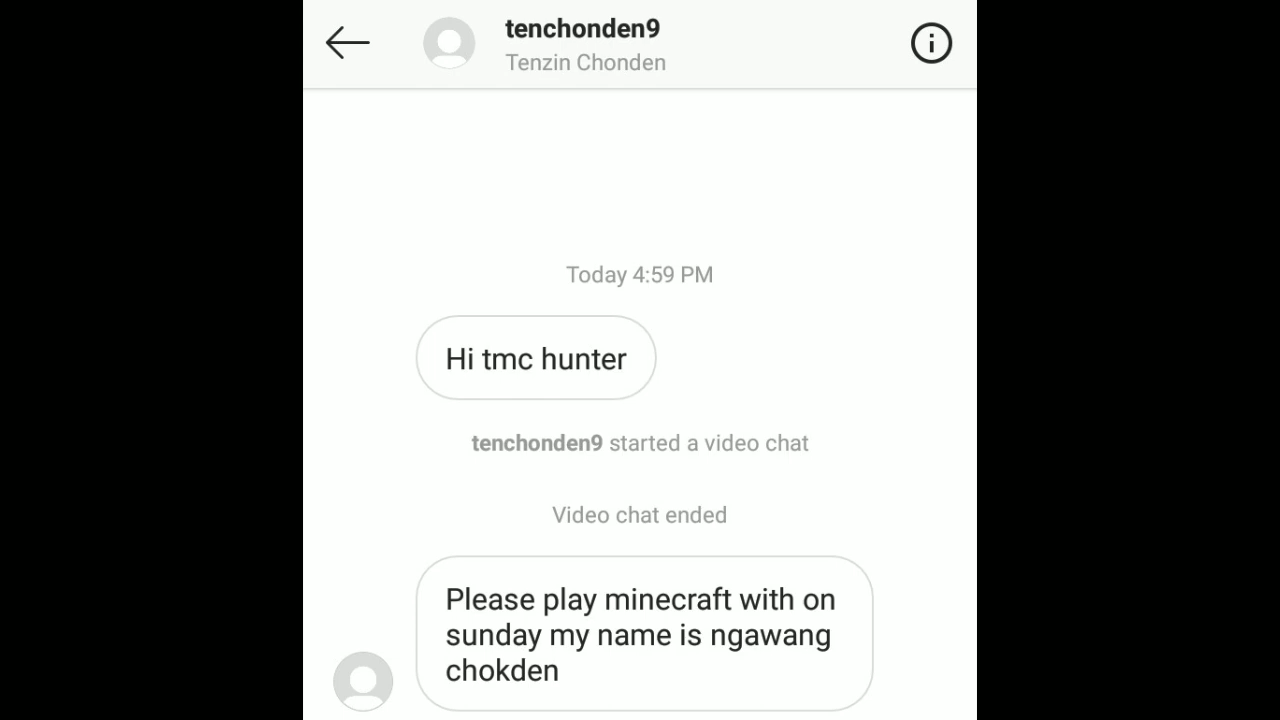 tenchonden9
Tenzin Chonden
Today 4:59 PM
Hi tmc hunter
tenchonden9 started a video chat
Video chat ended
Please play minecraft with on
sunday my name is ngawang
chokden